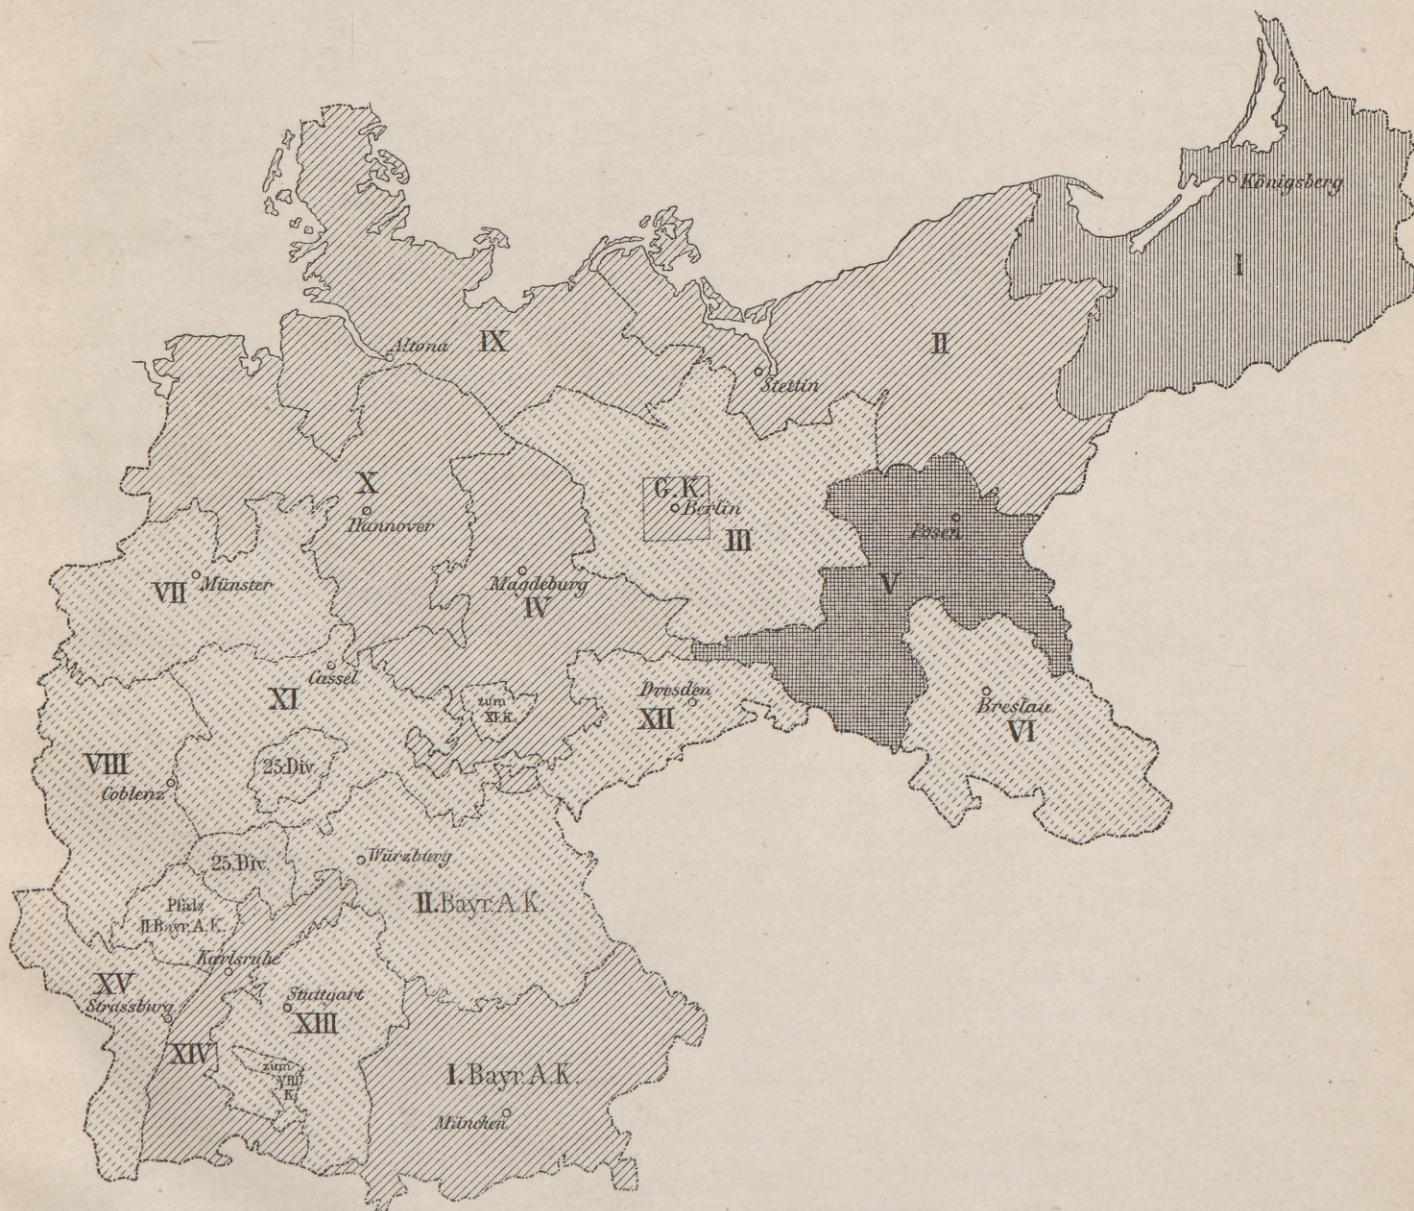 Königsberg
I
Altona
IX
II
Stettin
X
Hannover
G.K.
Berlin
III
Posen
V
VII
Münster
Magdeburg
IV
Cassel
XI
zum
XI.K.
Dresden
XII
Breslau
VI
VIII
Coblenz
25.Div.
25.Div.
Würzburg
Pfalz
II.Bayr.A.K.
II.Bayr.A.K.
Karlsruhe
XV
Strassburg
Stuttgart
XIII
XIV
zum
VIII
K.
I.Bayr.A.K.
München